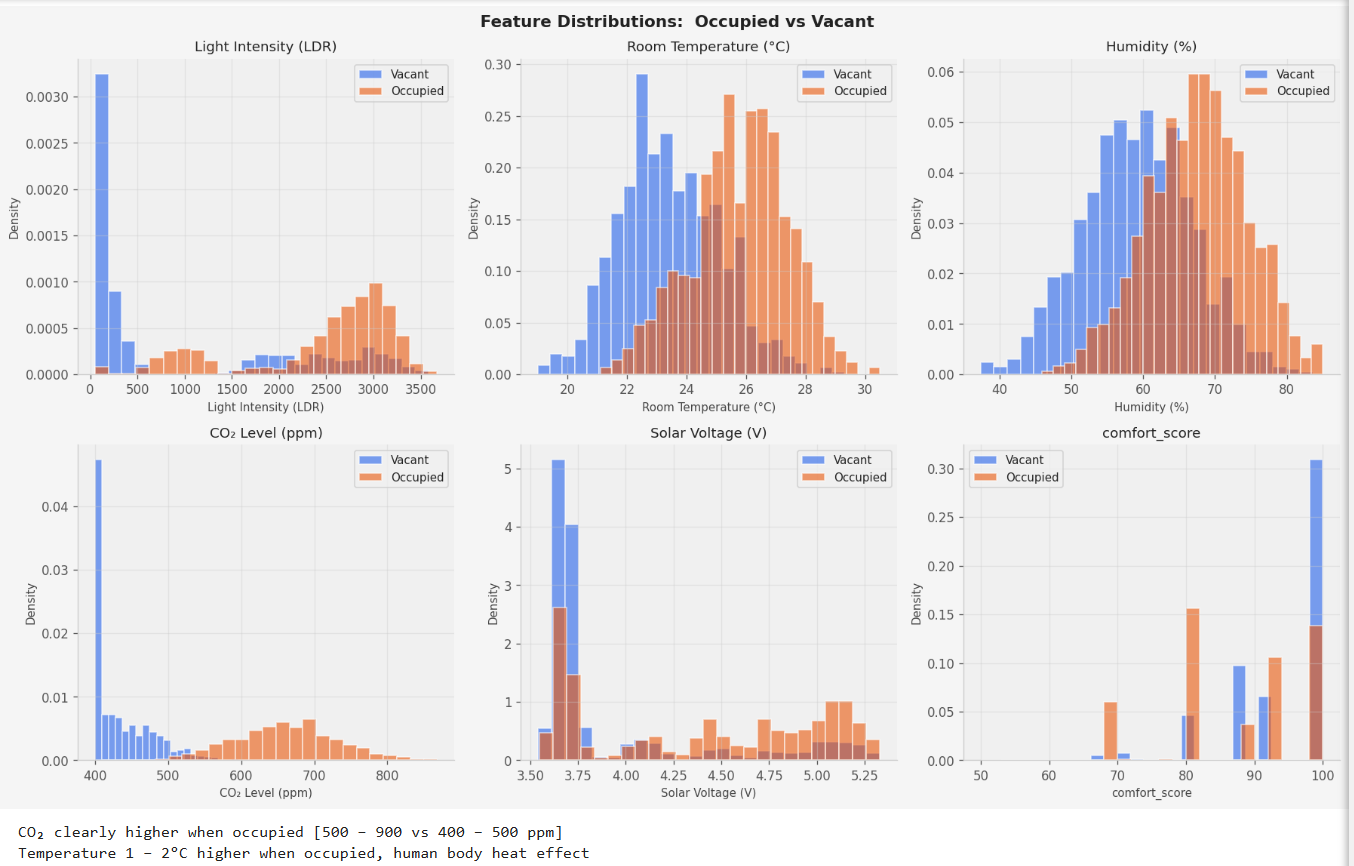 Feature Distributions:  Occupied vs Vacant
Light Intensity (LDR)
Vacant
Occupied
0.0030
0.0025
0.0020
0.0015
0.0010
0.0005
0.0000
Density
0 500 1000 1500 2000 2500 3000 3500
Light Intensity (LDR)
Room Temperature (°C)
Vacant
Occupied
0.30
0.25
0.20
0.15
0.10
0.05
0.00
Density
20 22 24 26 28 30
Room Temperature (°C)
Humidity (%)
Vacant
Occupied
0.06
0.05
0.04
0.03
0.02
0.01
0.00
Density
40 50 60 70 80
Humidity (%)
CO₂ Level (ppm)
Vacant
Occupied
0.04
0.03
0.02
0.01
0.00
Density
400 500 600 700 800
CO₂ Level (ppm)
Solar Voltage (V)
Vacant
Occupied
5
4
3
2
1
0
Density
3.50 3.75 4.00 4.25 4.50 4.75 5.00 5.25
Solar Voltage (V)
comfort_score
Vacant
Occupied
0.30
0.25
0.20
0.15
0.10
0.05
0.00
Density
50 60 70 80 90 100
comfort_score
CO₂ clearly higher when occupied [500 – 900 vs 400 – 500 ppm]
Temperature 1 – 2°C higher when occupied, human body heat effect